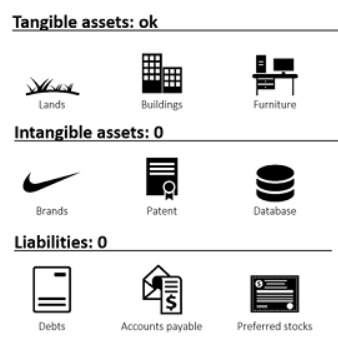 Tangible assets: ok
Lands Buildings Furniture
Intangible assets: 0
Brands Patent Database
Liabilities: 0
$ $
Debts Accounts payable Preferred stocks